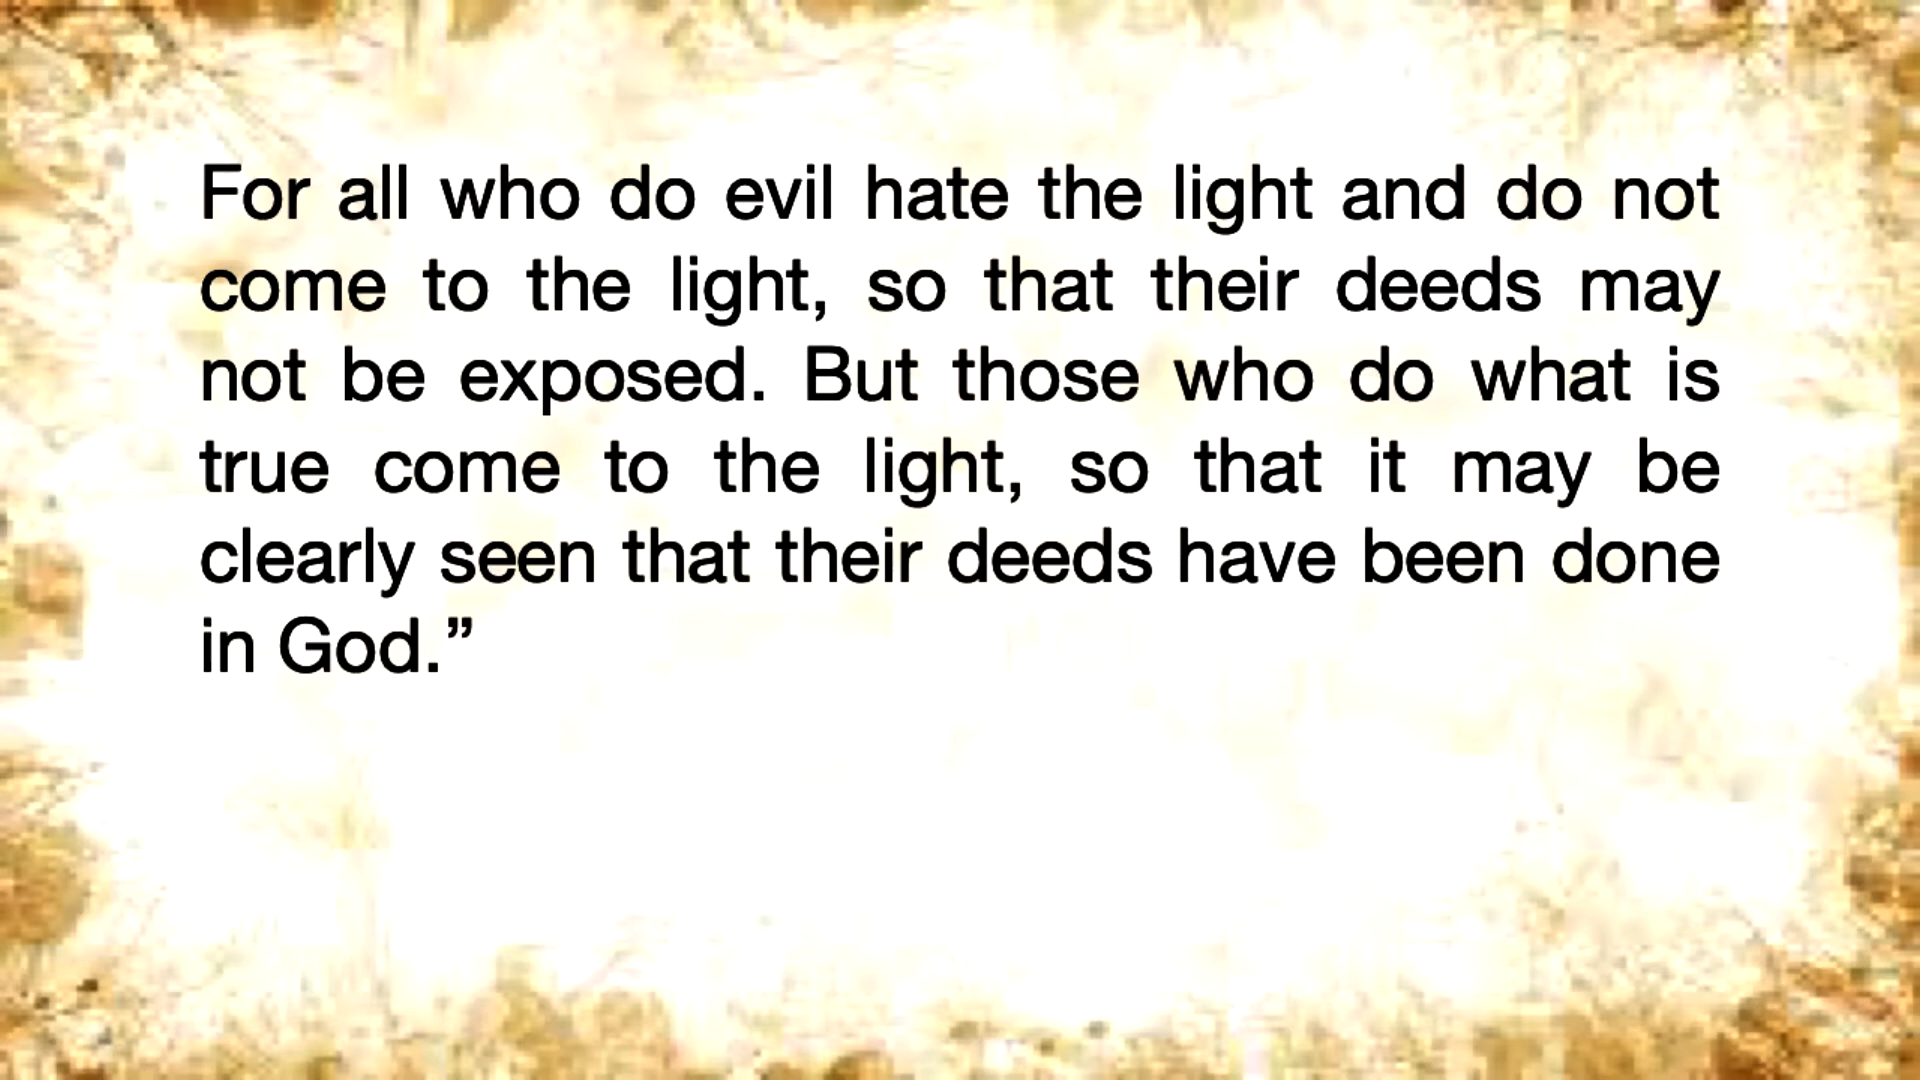 For all who do evil hate the light and do not
come to the light, so that their deeds may
not be exposed. But those who do what is
true come to the light, so that it may be
clearly seen that their deeds have been done
in God.”